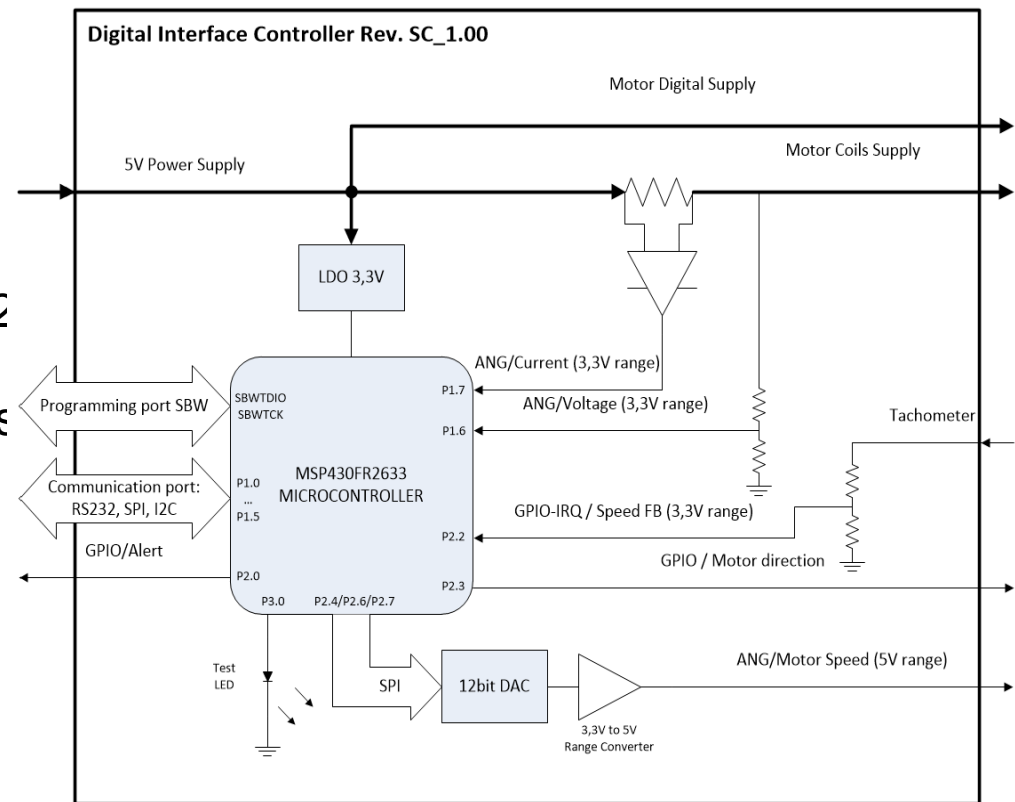 Digital Interface Controller Rev. SC_1.00
Motor Digital Supply
5V Power Supply
Motor Coils Supply
LDO 3,3V
2
ANG/Current (3,3V range)
P1.7
ANG/Voltage (3,3V range)
P1.6
Programming port SBW
SBWTDIO
SBWTCK
Tachometer
MSP430FR2633
MICROCONTROLLER
Communication port:
RS232, SPI, I2C
P1.0
...
P1.5
GPIO-IRQ / Speed FB (3,3V range)
P2.2
GPIO/Alert
P2.0
GPIO / Motor direction
P2.3
P3.0
P2.4/P2.6/P2.7
Test
LED
SPI
12bit DAC
ANG/Motor Speed (5V range)
3,3V to 5V
Range Converter